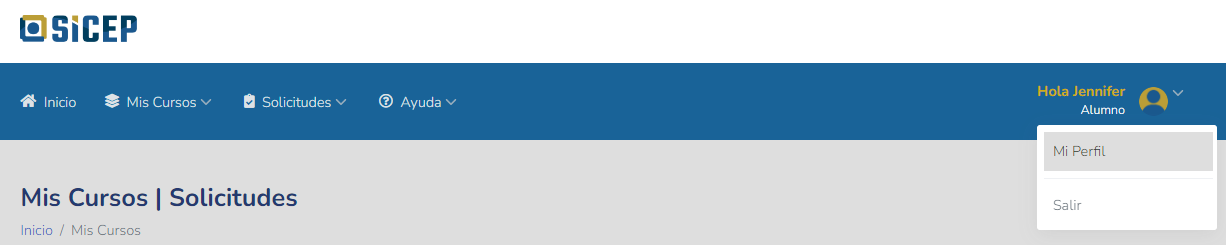 SiCEP
Inicio Mis Cursos Solicitudes Ayuda
Hola Jennifer
Alumno
Mi Perfil
Salir
Mis Cursos | Solicitudes
Inicio / Mis Cursos